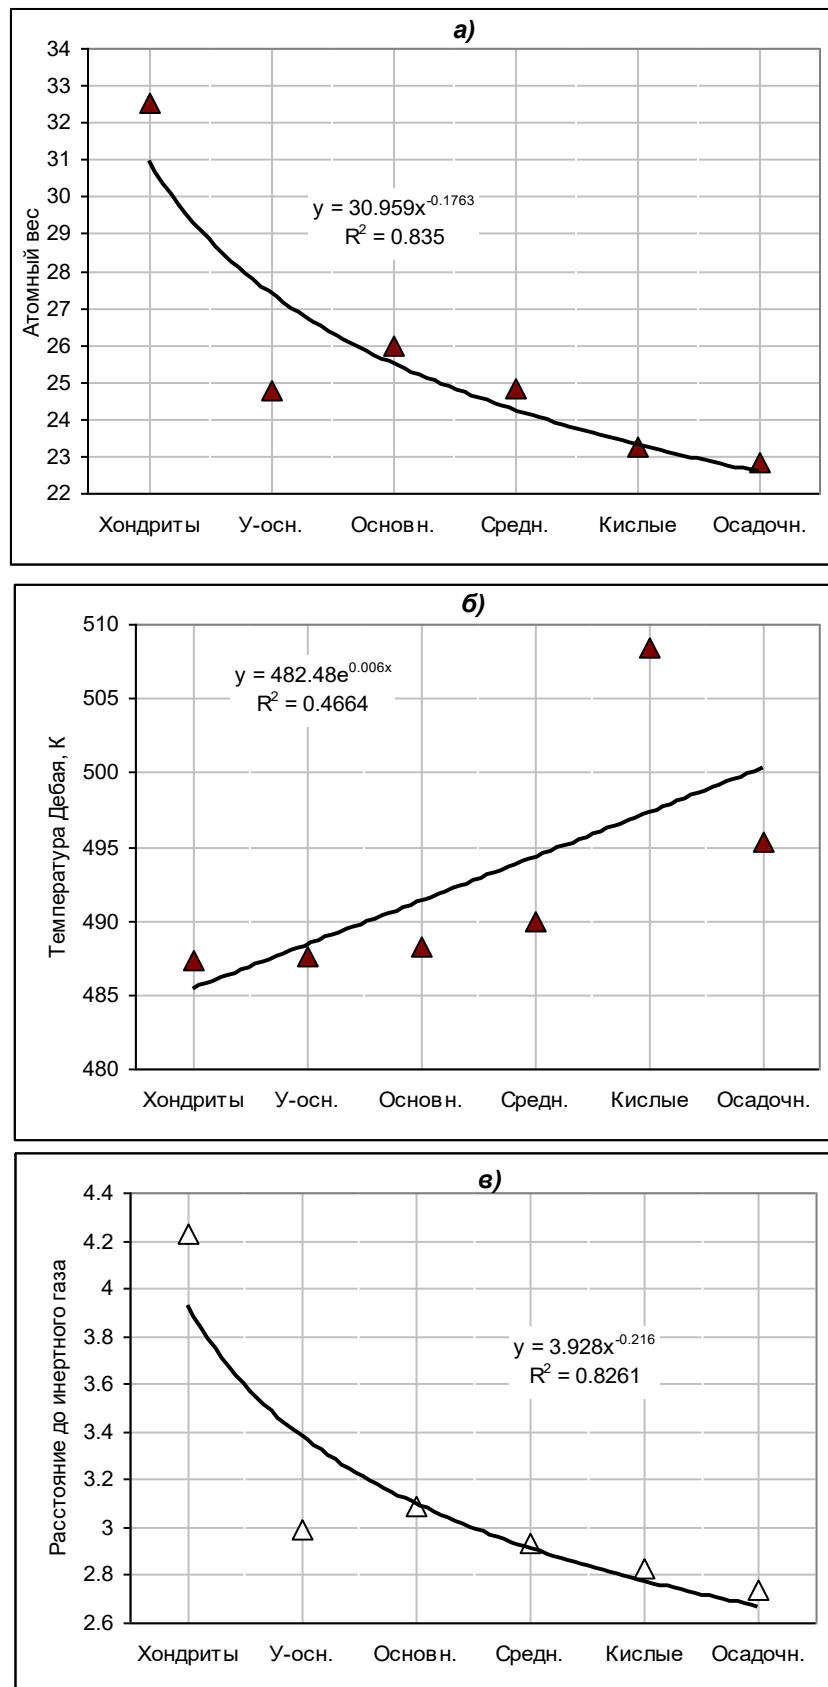 а)
34
33
32
31
30
29
28
27
26
25
24
23
22
Атомный вес
y = 30.959x^-0.1763
R² = 0.835
Хондриты У-осн. Основн. Средн. Кислые Осадочн.
б)
510
505
500
495
490
485
480
Температура Дебая, К
y = 482.48e^0.006x
R² = 0.4664
Хондриты У-осн. Основн. Средн. Кислые Осадочн.
в)
4.4
4.2
4
3.8
3.6
3.4
3.2
3
2.8
2.6
Расстояние до инертного газа
y = 3.928x^-0.216
R² = 0.8261
Хондриты У-осн. Основн. Средн. Кислые Осадочн.